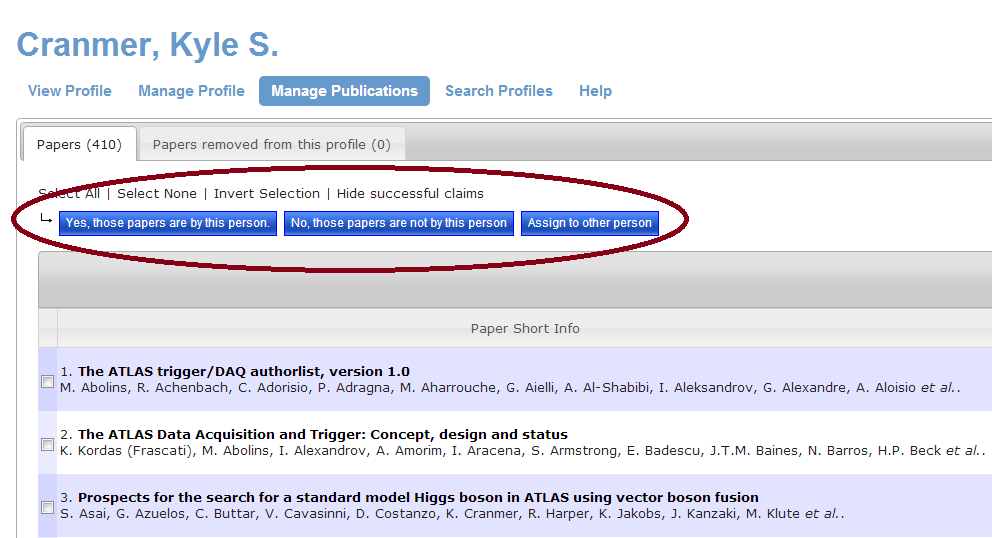 Cranmer, Kyle S.
View Profile Manage Profile Manage Publications Search Profiles Help
Papers (410) Papers removed from this profile (0)
Select All | Select None | Invert Selection | Hide successful claims
Yes, those papers are by this person. No, those papers are not by this person Assign to other person
Paper Short Info
1. The ATLAS trigger/DAQ authorlist, version 1.0
M. Abolins, R. Achenbach, C. Adorisio, P. Adragna, M. Aharrouche, G. Aielli, A. Al-Shabibi, I. Aleksandrov, G. Alexandre, A. Aloisio et al..
2. The ATLAS Data Acquisition and Trigger: Concept, design and status
K. Kordas (Frascati), M. Abolins, I. Alexandrov, A. Amorim, I. Aracena, S. Armstrong, E. Badescu, J.T.M. Baines, N. Barros, H.P. Beck et al..
3. Prospects for the search for a standard model Higgs boson in ATLAS using vector boson fusion
S. Asai, G. Azuelos, C. Buttar, V. Cavasinni, D. Costanzo, K. Cranmer, R. Harper, K. Jakobs, J. Kanzaki, M. Klute et al..